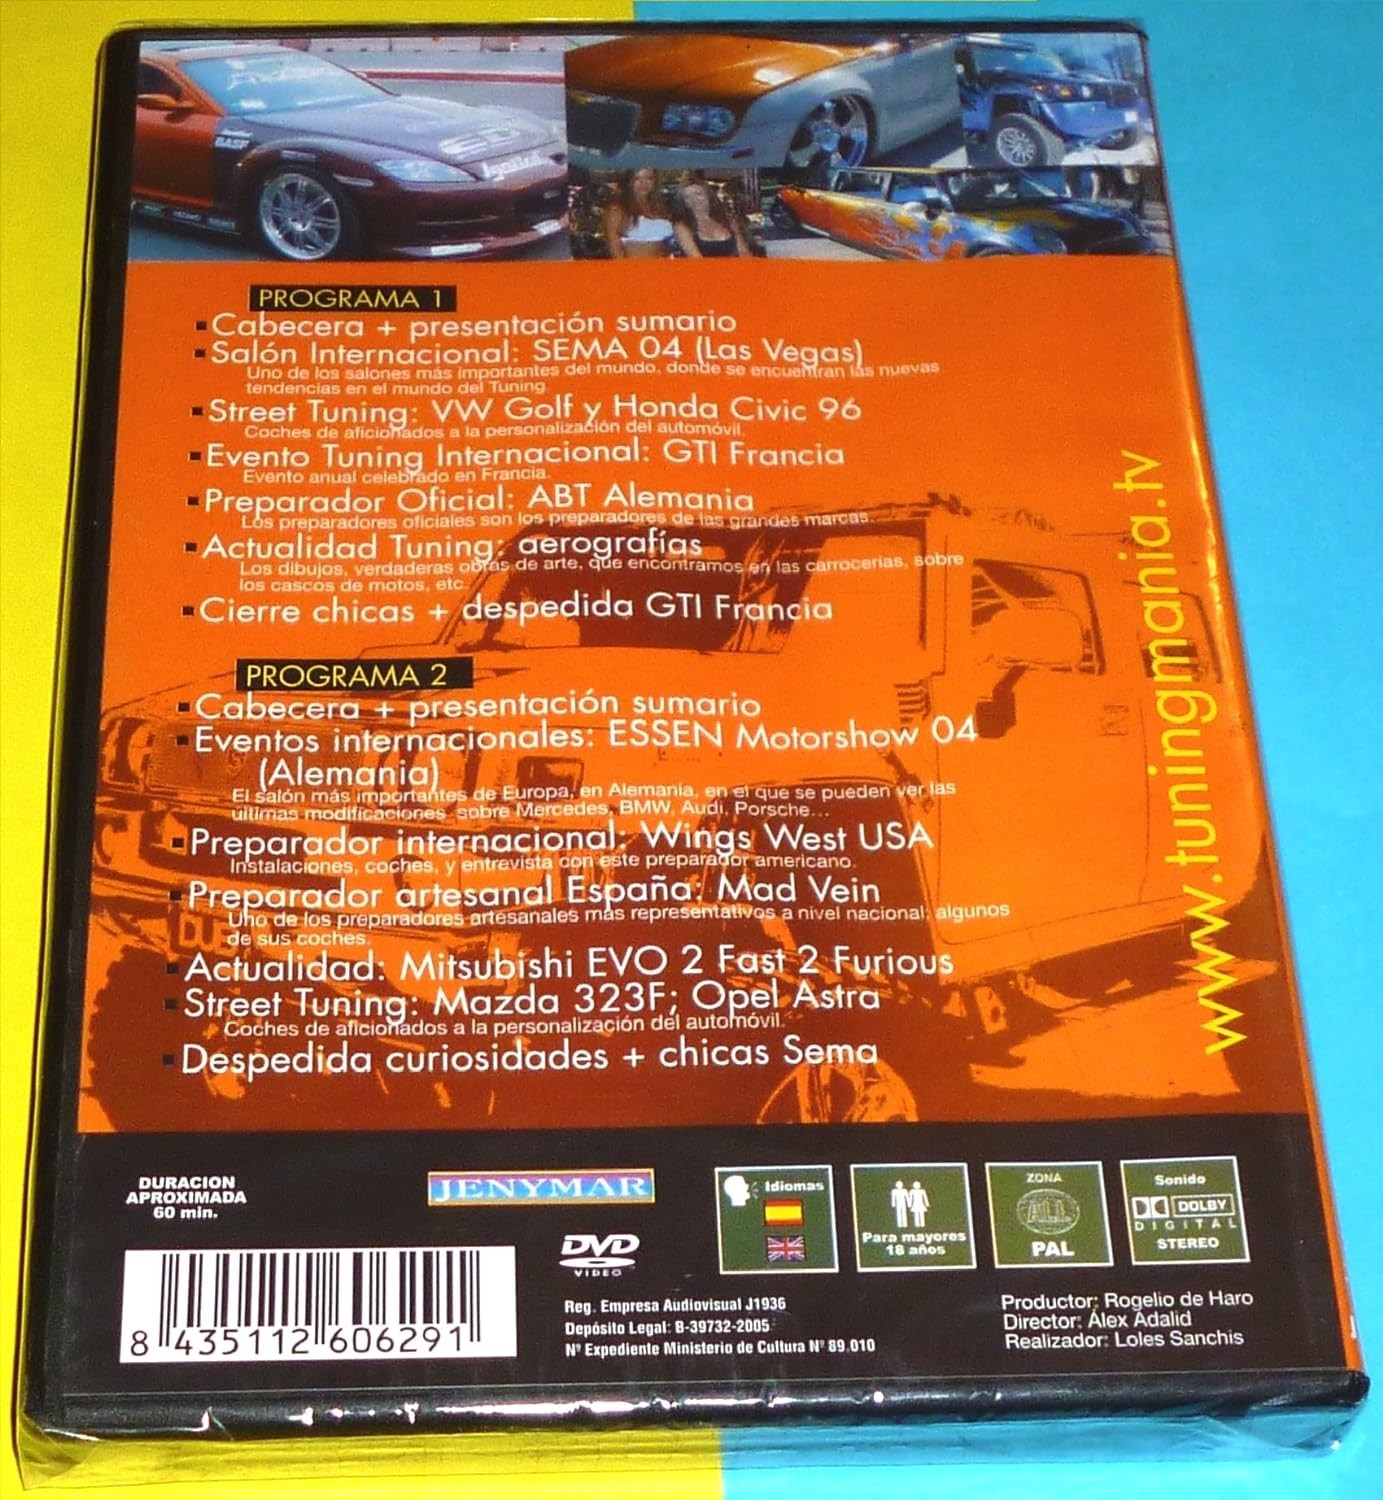 BASF
Ignited
PROGRAMA 1
Cabecera + presentación sumario
Salón Internacional: SEMA 04 (Las Vegas)
Uno de los salones más importantes del mundo, donde se encuentran las nuevas
tendencias en el mundo del Tuning
Street Tuning: VW Golf y Honda Civic 96
Coches de aficionados a la personalización del automóvil.
Evento Tuning Internacional: GTI Francia
Evento anual celebrado en Francia.
Preparador Oficial: ABT Alemania
Los preparadores oficiales son los preparadores de las grandes marcas.
Actualidad Tuning: aerografías
Los dibujos, verdaderas obras de arte, que encontramos en las carrocerias, sobre
los cascos de motos, etc.
Cierre chicas + despedida GTI Francia
PROGRAMA 2
Cabecera + presentación sumario
Eventos internacionales: ESSEN Motorshow 04
(Alemania)
El salón más importantes de Europa, en Alemania, en el que se pueden ver las
últimas modificaciones sobre Mercedes, BMW, Audi, Porsche...
Preparador internacional: Wings West USA
Instalaciones, coches, y entrevista con este preparador americano.
Preparador artesanal España: Mad Vein
Uno de los preparadores artesanales más representativos a nivel nacional; algunos
de sus coches.
Actualidad: Mitsubishi EVO 2 Fast 2 Furious
Street Tuning: Mazda 323F; Opel Astra
Coches de aficionados a la personalización del automóvil.
Despedida curiosidades + chicas Sema
www.tuningmania.tv
DURACION
APROXIMADA
60 min.
JENYMAR
DVD
VIDEO
Idiomas
Para mayores
18 años
ZONA
ALL
PAL
Sonido
DOLBY
DIGITAL
STEREO
8 435112 606291
Reg. Empresa Audiovisual J1936
Depósito Legal: B-39732-2005
Nº Expediente Ministerio de Cultura Nº 89.010
Productor: Rogelio de Haro
Director: Álex Adalid
Realizador: Loles Sanchis